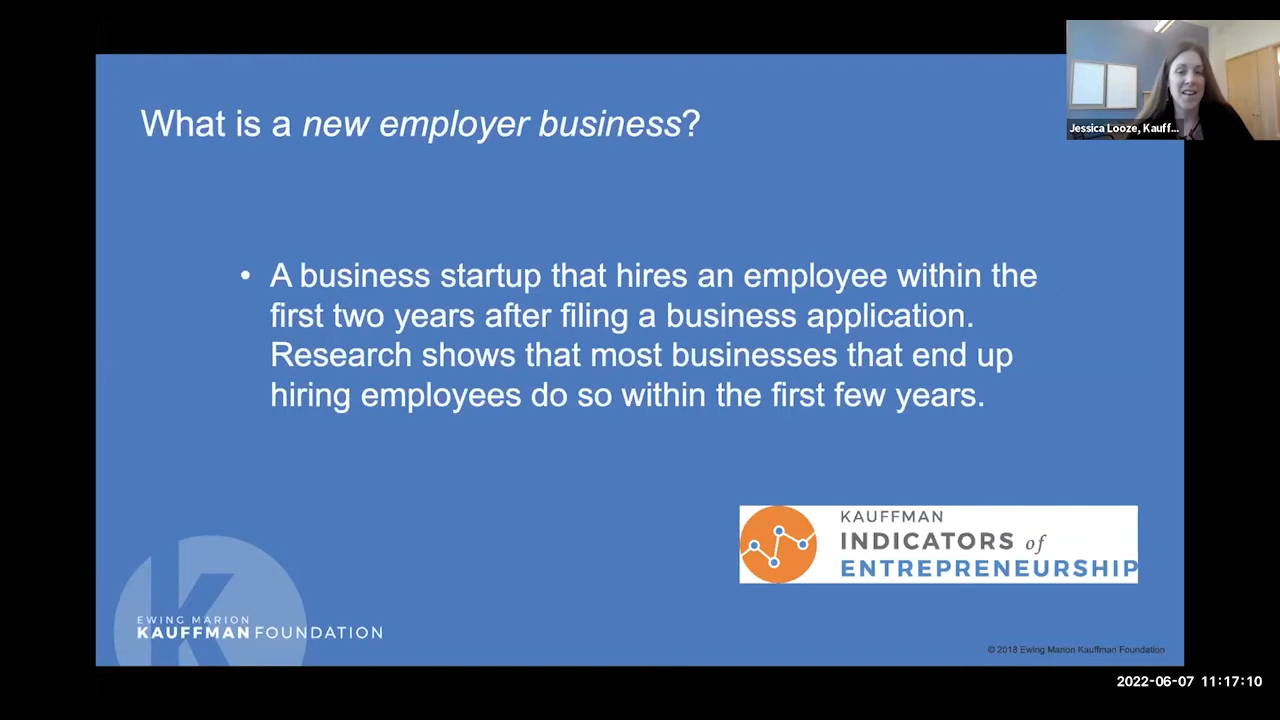 What is a new employer business?
Jessica Looze, Kauff...
• A business startup that hires an employee within the
first two years after filing a business application.
Research shows that most businesses that end up
hiring employees do so within the first few years.
KAUFFMAN
INDICATORS of
ENTREPRENEURSHIP
EWING MARION
KAUFFMAN FOUNDATION
© 2018 Ewing Marion Kauffman Foundation
2022-06-07 11:17:10